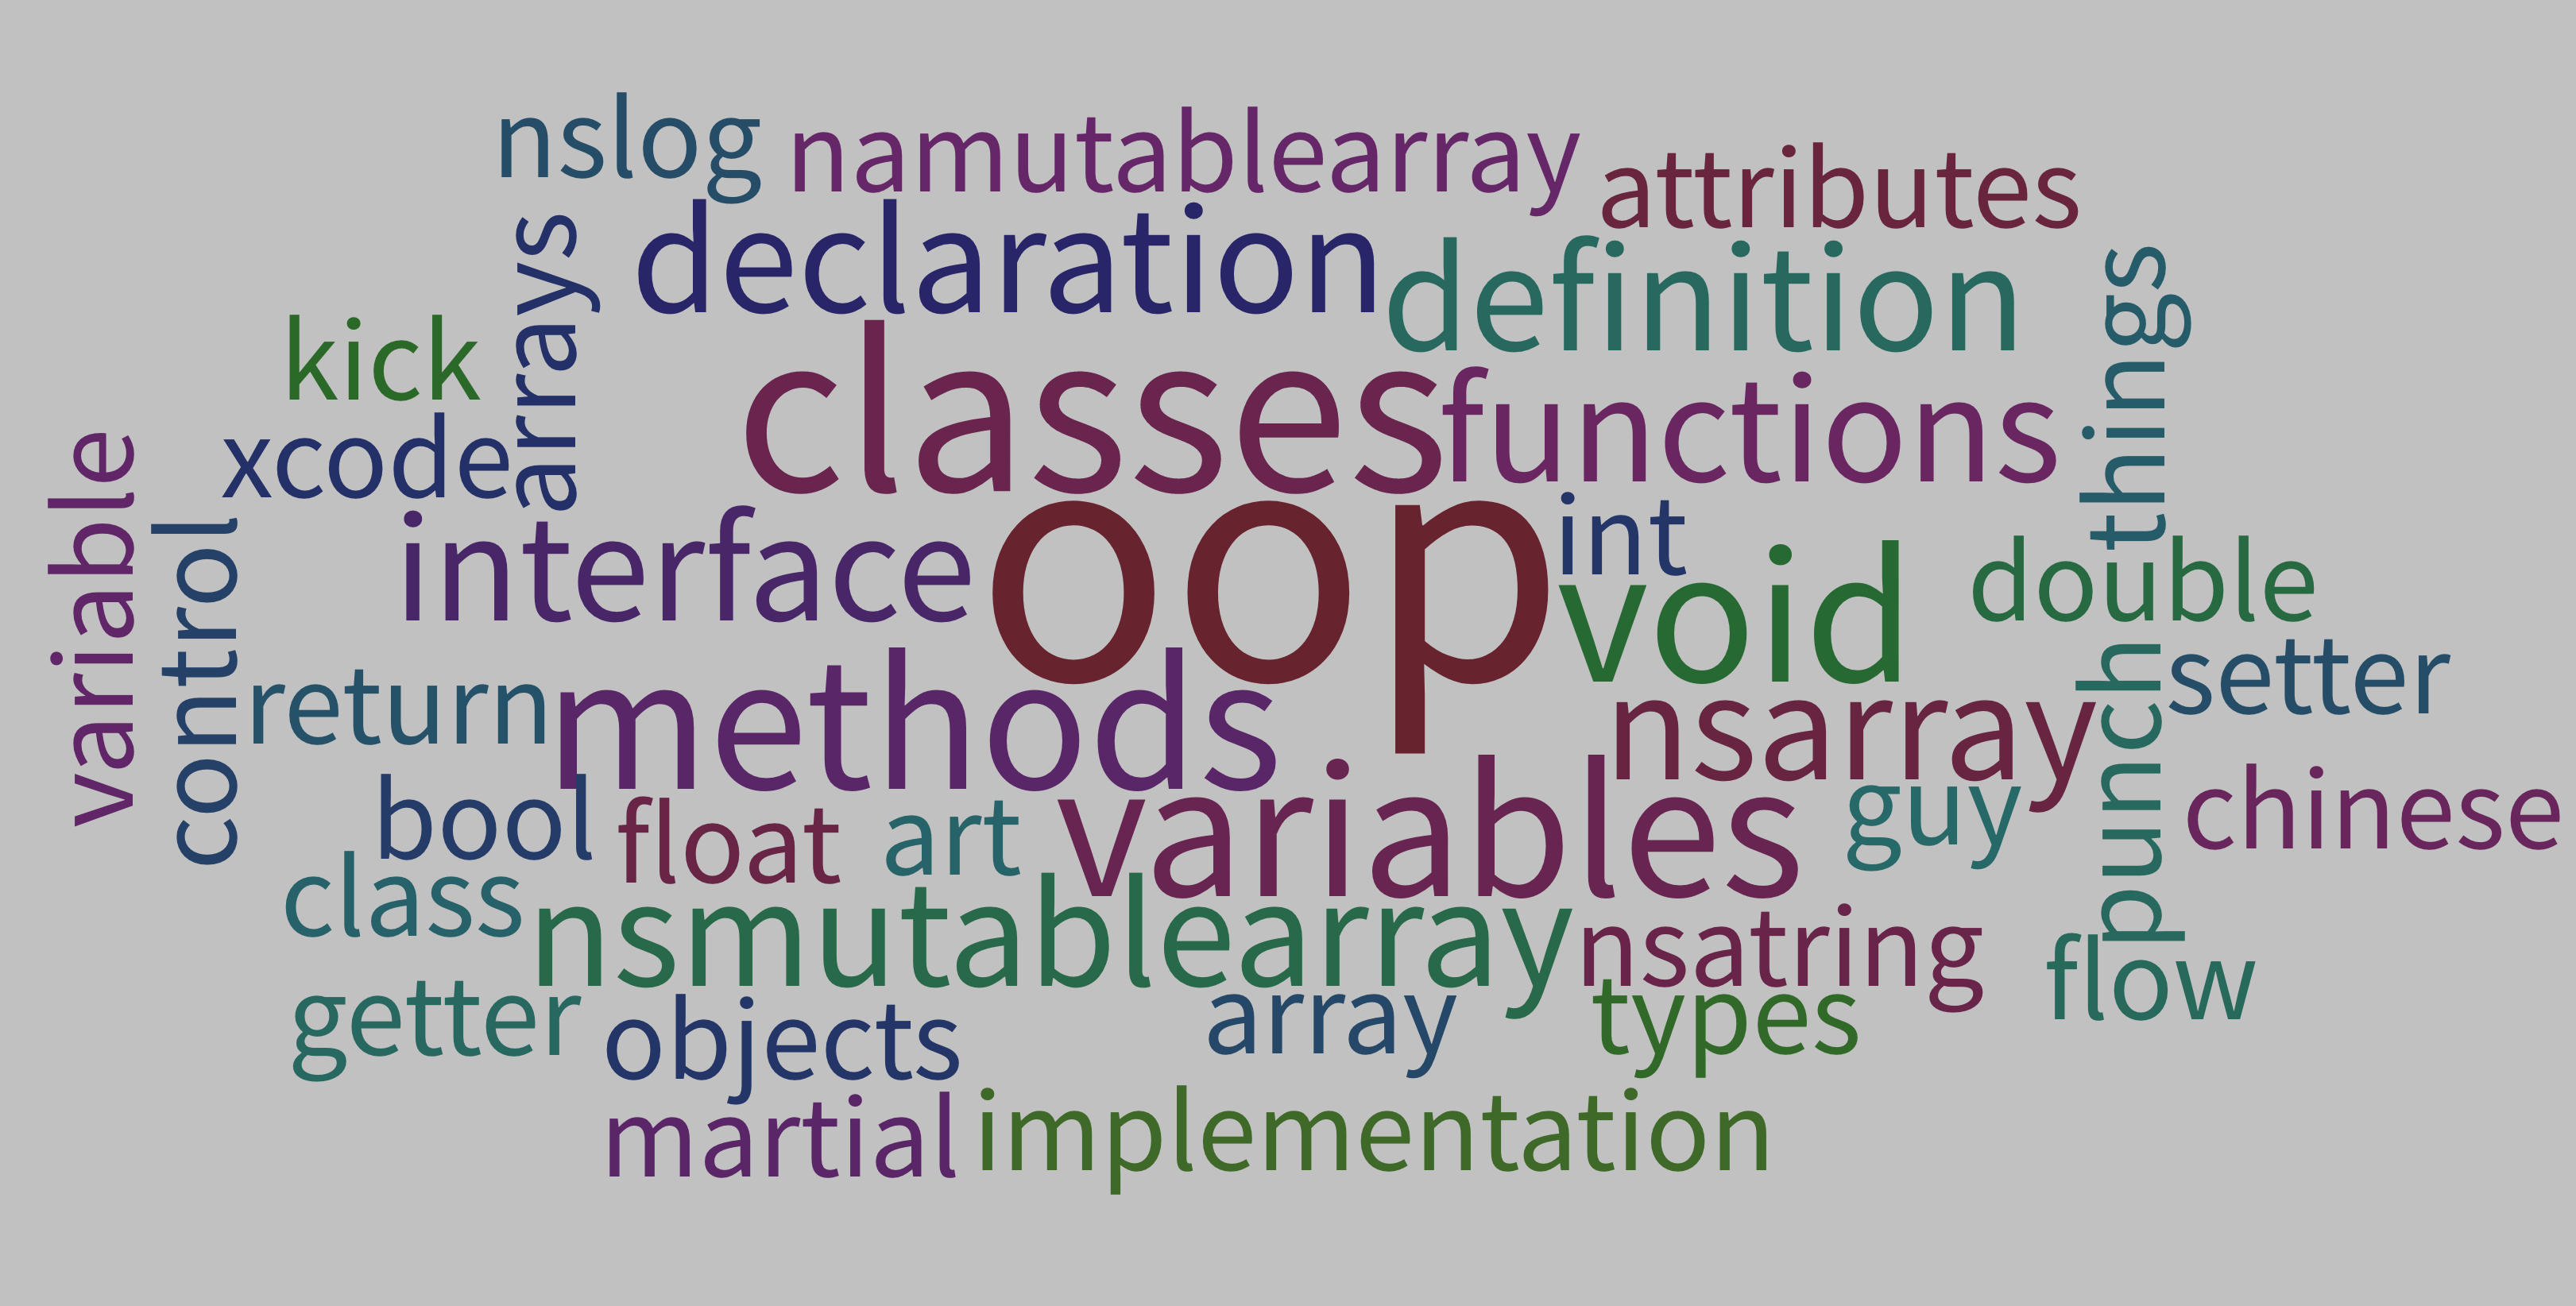 nslog
namutablearray
attributes
declaration
definition
arrays
things
kick
classes
functions
xcode
variable
control
interface
oop
int
void
double
return
methods
nsarray
punch
setter
bool
float
art
variables
guy
chinese
class
nsmutablearray
nsatring
flow
getter
objects
array
types
martial
implementation